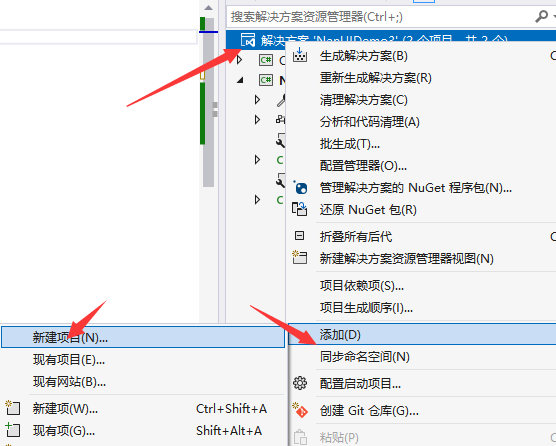 搜索解决方案资源管理器(Ctrl+;)
解决方案 'NanUIDemo3' (2 个项目，共 2 个)
C
N
C
C
生成解决方案(B)
重新生成解决方案(R)
清理解决方案(C)
分析和代码清理(A)
批生成(T)...
配置管理器(O)...
管理解决方案的 NuGet 程序包(N)...
还原 NuGet 包(R)
折叠所有后代
新建解决方案资源管理器视图(N)
项目依赖项(S)...
项目生成顺序(I)...
添加(D)
同步命名空间(N)
配置启动项目...
创建 Git 仓库(G)...
粘贴(P)
新建项目(N)...
现有项目(E)...
现有网站(B)...
新建项(W)... Ctrl+Shift+A
现有项(G)... Shift+Alt+A